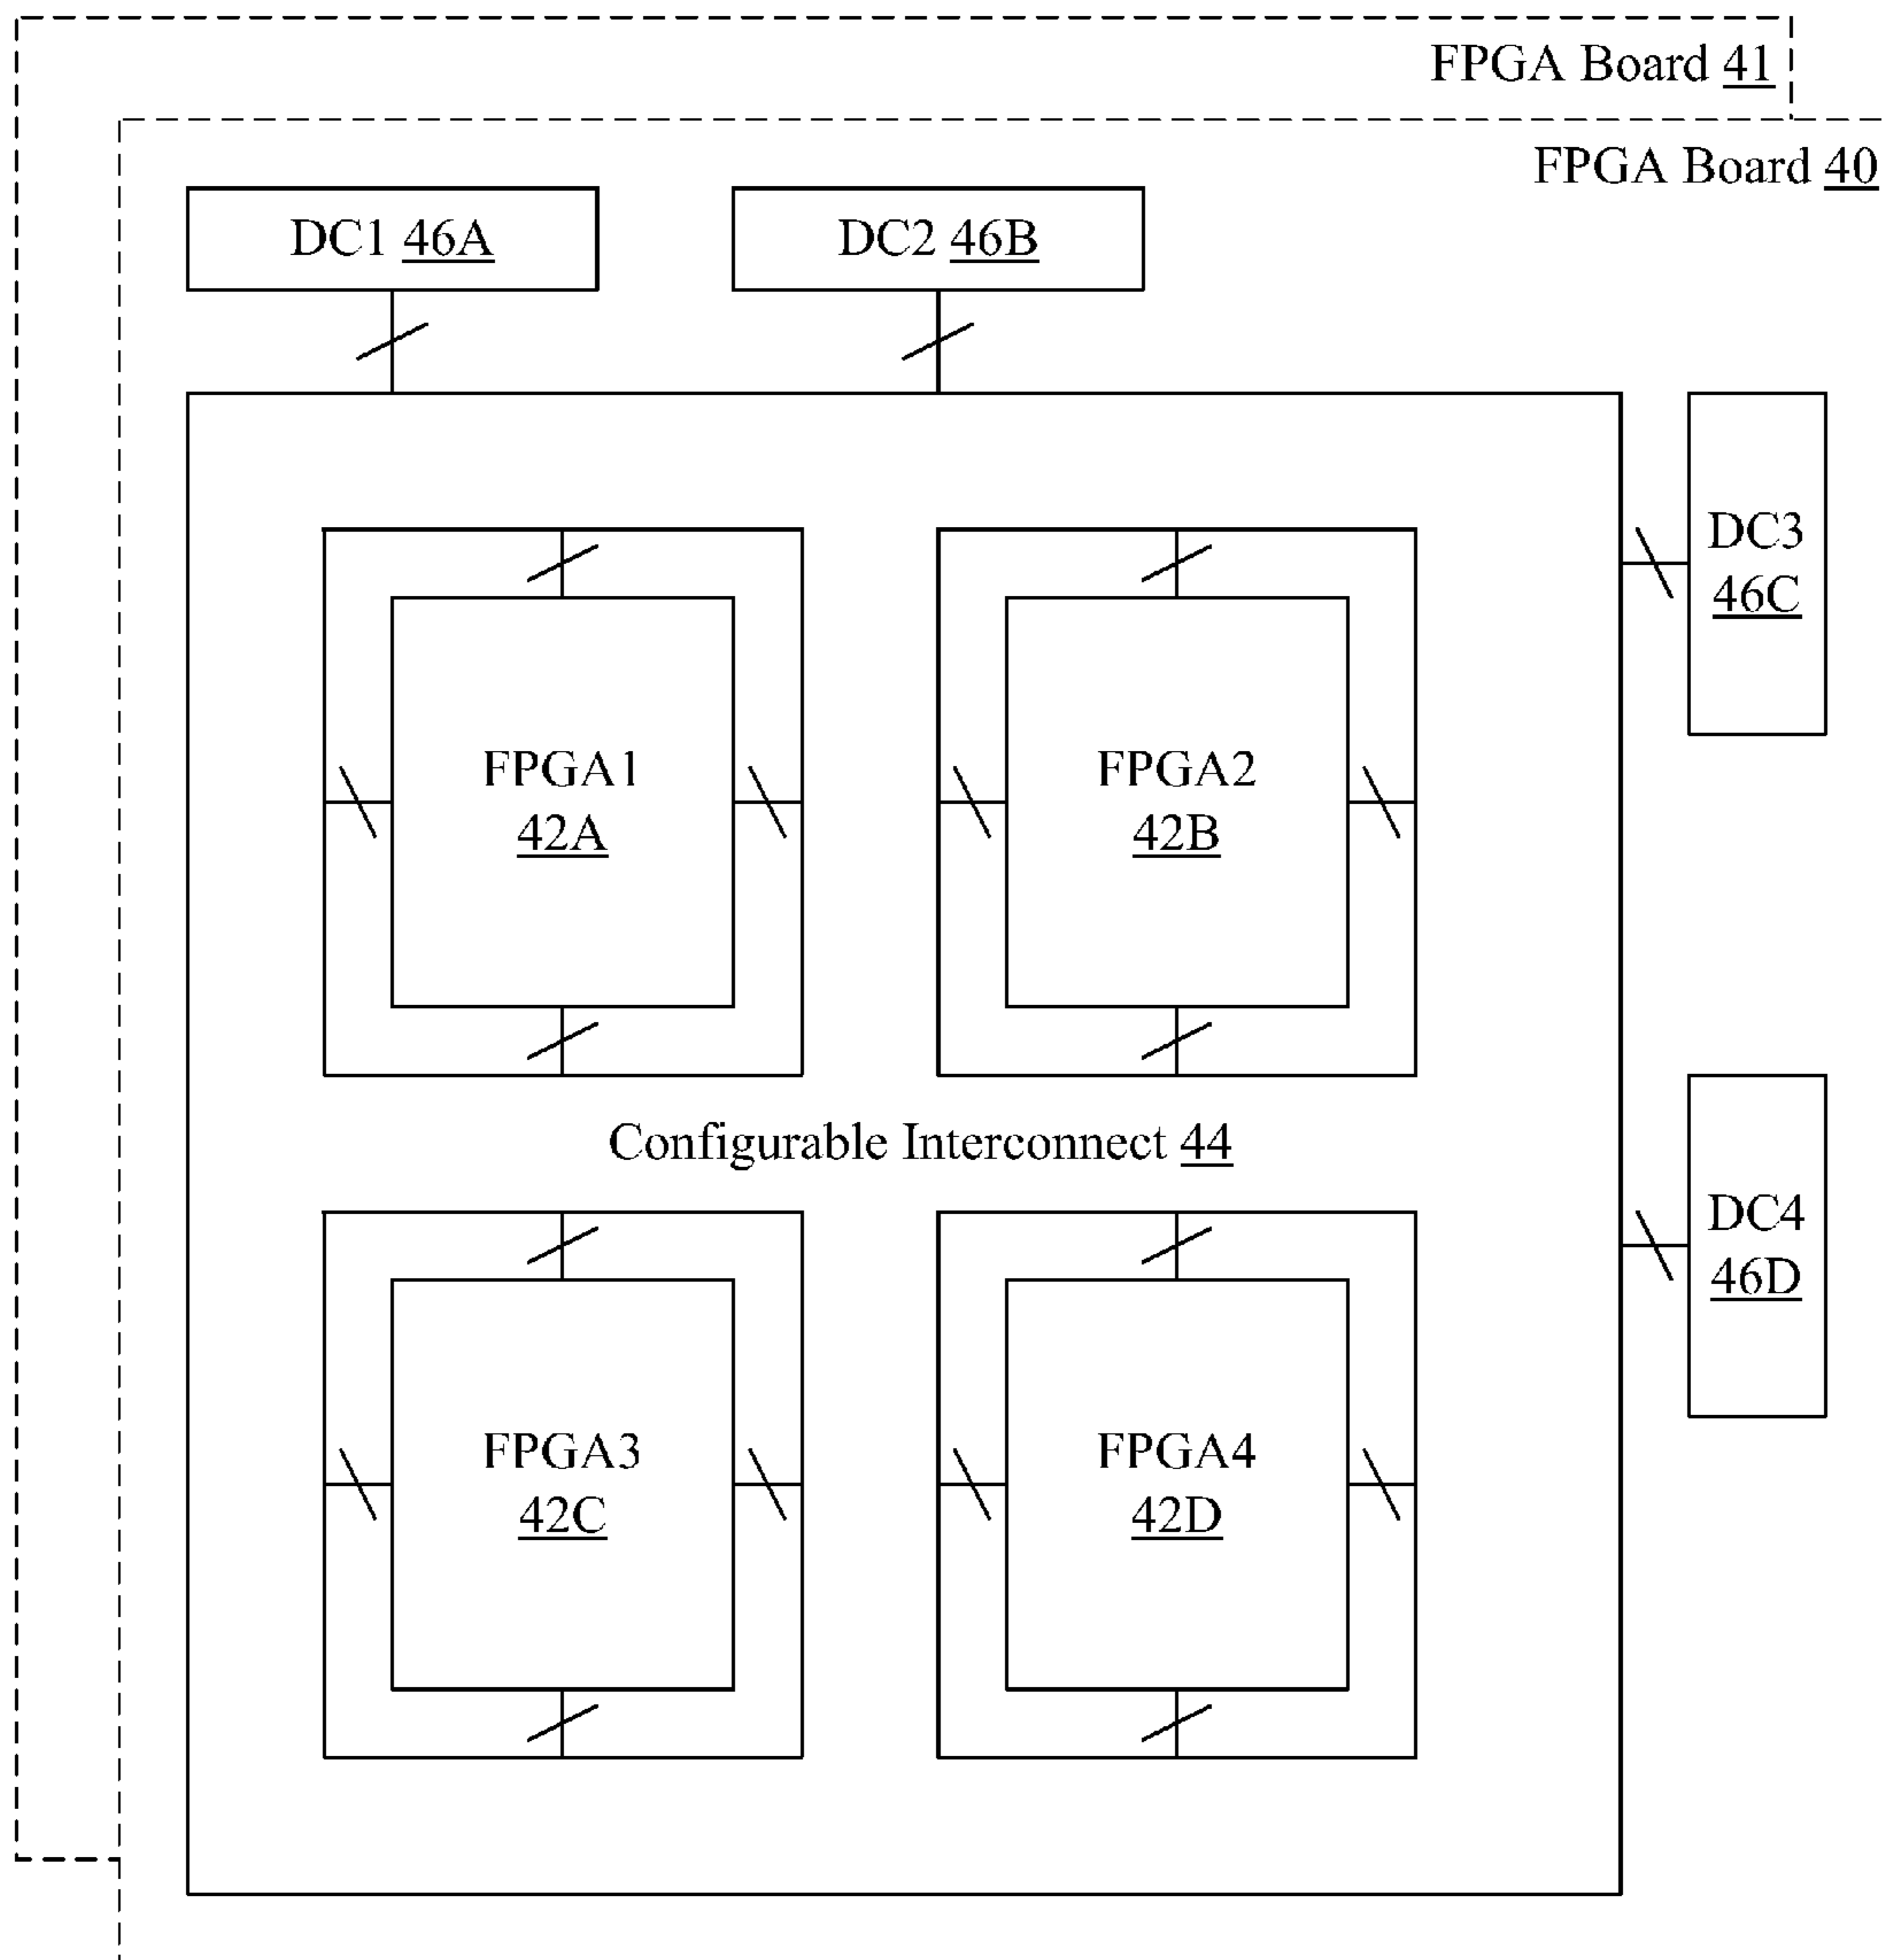 FPGA Board 41
FPGA Board 40
DC1 46A
DC2 46B
DC3
46C
FPGA1
42A
FPGA2
42B
Configurable Interconnect 44
DC4
46D
FPGA3
42C
FPGA4
42D